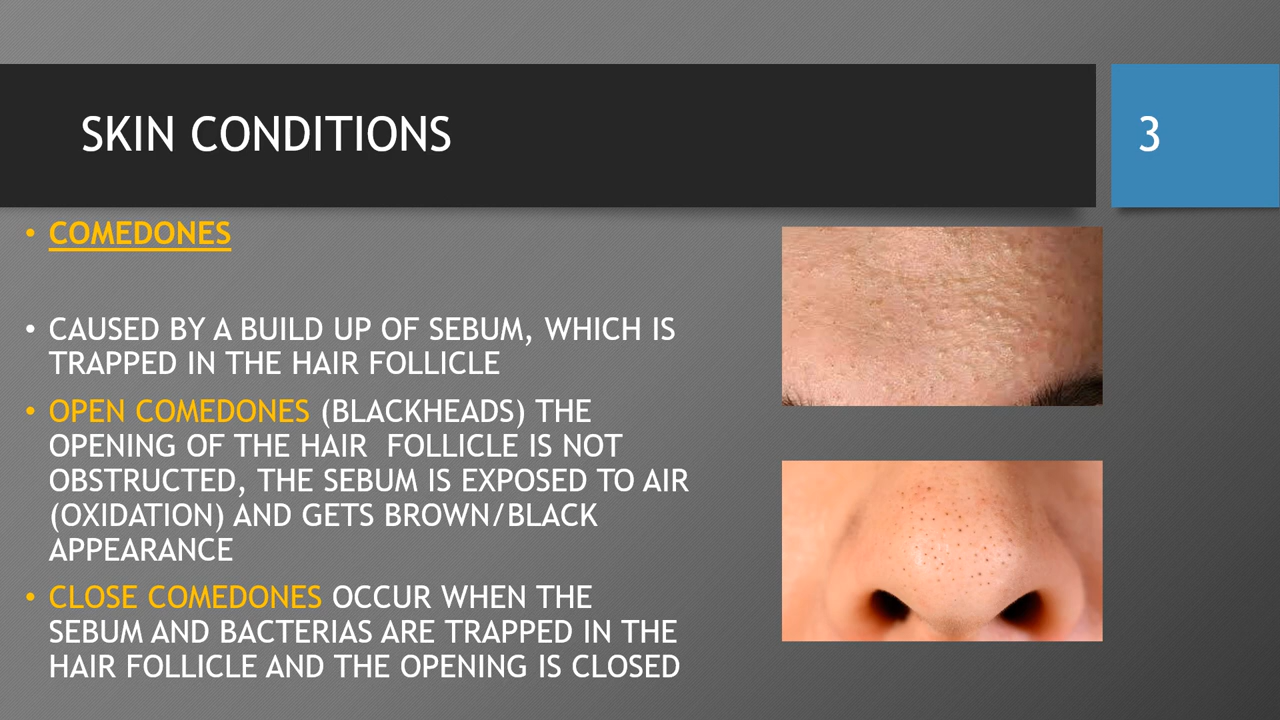 SKIN CONDITIONS
3
• COMEDONES
• CAUSED BY A BUILD UP OF SEBUM, WHICH IS
TRAPPED IN THE HAIR FOLLICLE
• OPEN COMEDONES (BLACKHEADS) THE
OPENING OF THE HAIR  FOLLICLE IS NOT
OBSTRUCTED, THE SEBUM IS EXPOSED TO AIR
(OXIDATION) AND GETS BROWN/BLACK
APPEARANCE
• CLOSE COMEDONES OCCUR WHEN THE
SEBUM AND BACTERIAS ARE TRAPPED IN THE
HAIR FOLLICLE AND THE OPENING IS CLOSED